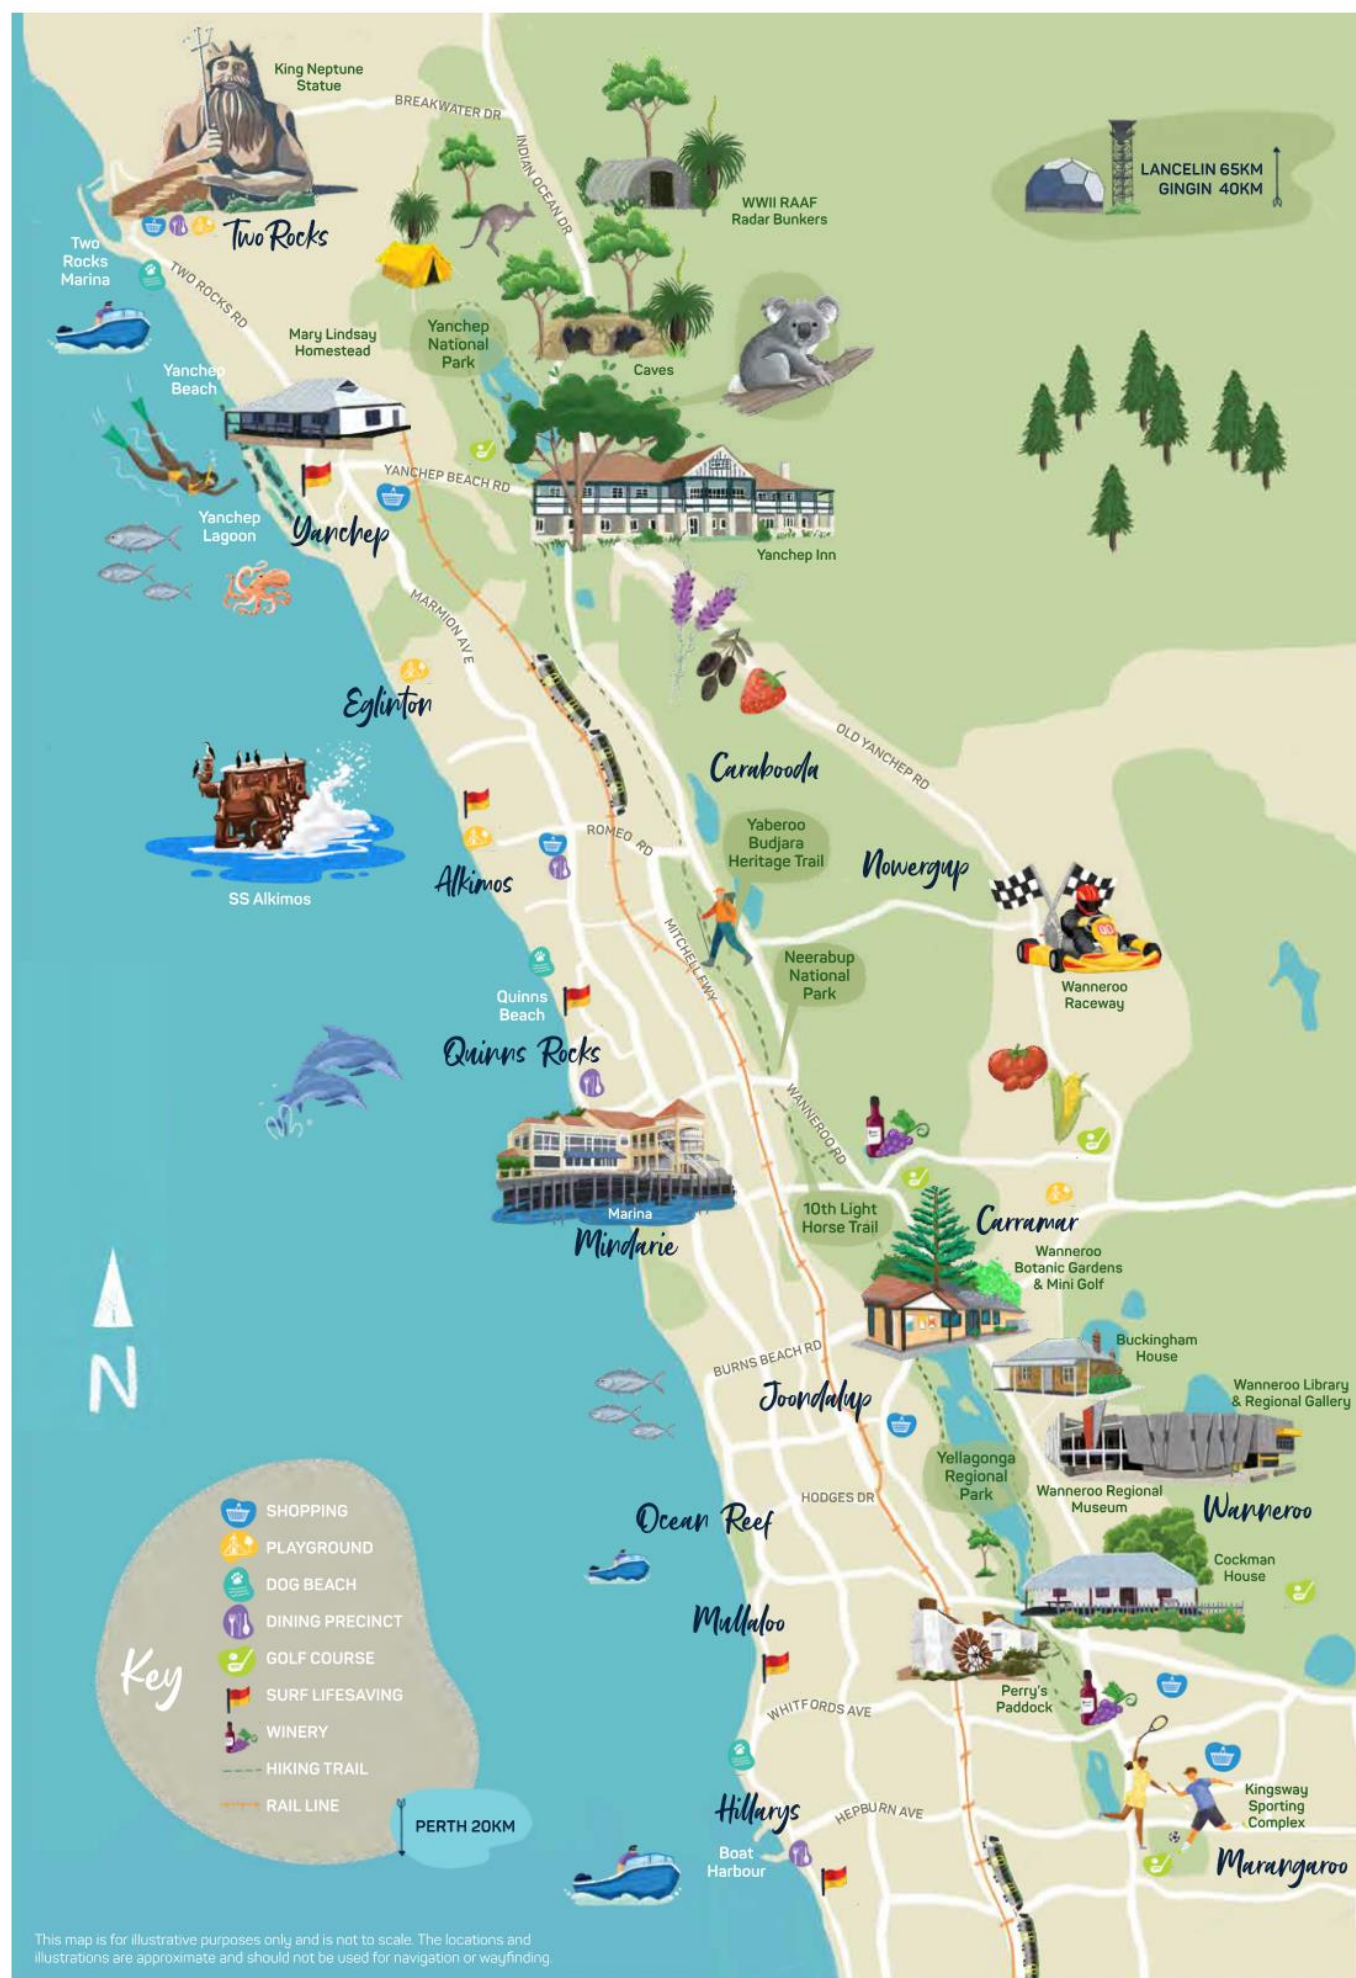 King Neptune
Statue
BREAKWATER DR
INDIAN OCEAN DR
LANCELIN 65KM
GINGIN 40KM
WWII RAAF
Radar Bunkers
Two Rocks
Two
Rocks
Marina
TWO ROCKS RD
Mary Lindsay
Homestead
Yanchep
National
Park
Caves
Yanchep
Beach
YANCHEP BEACH RD
Yanchep
Lagoon
Yanchep
Yanchep Inn
MARMION AVE
Eglinton
OLD YANCHEP RD
Carabooda
ROMEO RD
Yaberoo
Budjara
Heritage Trail
Nowergup
Alkimos
SS Alkimos
MITCHELL FWY
Neerabup
National
Park
Wanneroo
Raceway
Quinns
Beach
Quinns Rocks
WANNEROO RD
Marina
Mindarie
10th Light
Horse Trail
Carramar
Wanneroo
Botanic Gardens
& Mini Golf
BURNS BEACH RD
Buckingham
House
Joondalup
Wanneroo Library
& Regional Gallery
Yellagonga
Regional
Park
Wanneroo Regional
Museum
Wanneroo
HODGES DR
Ocean Reef
Cockman
House
Mullaloo
Perry's
Paddock
WHITFORDS AVE
Hillarys
HEPBURN AVE
Kingsway
Sporting
Complex
Boat
Harbour
Marangaroo
N
Key
SHOPPING
PLAYGROUND
DOG BEACH
DINING PRECINCT
GOLF COURSE
SURF LIFESAVING
WINERY
HIKING TRAIL
RAIL LINE
PERTH 20KM
This map is for illustrative purposes only and is not to scale. The locations and
illustrations are approximate and should not be used for navigation or wayfinding.